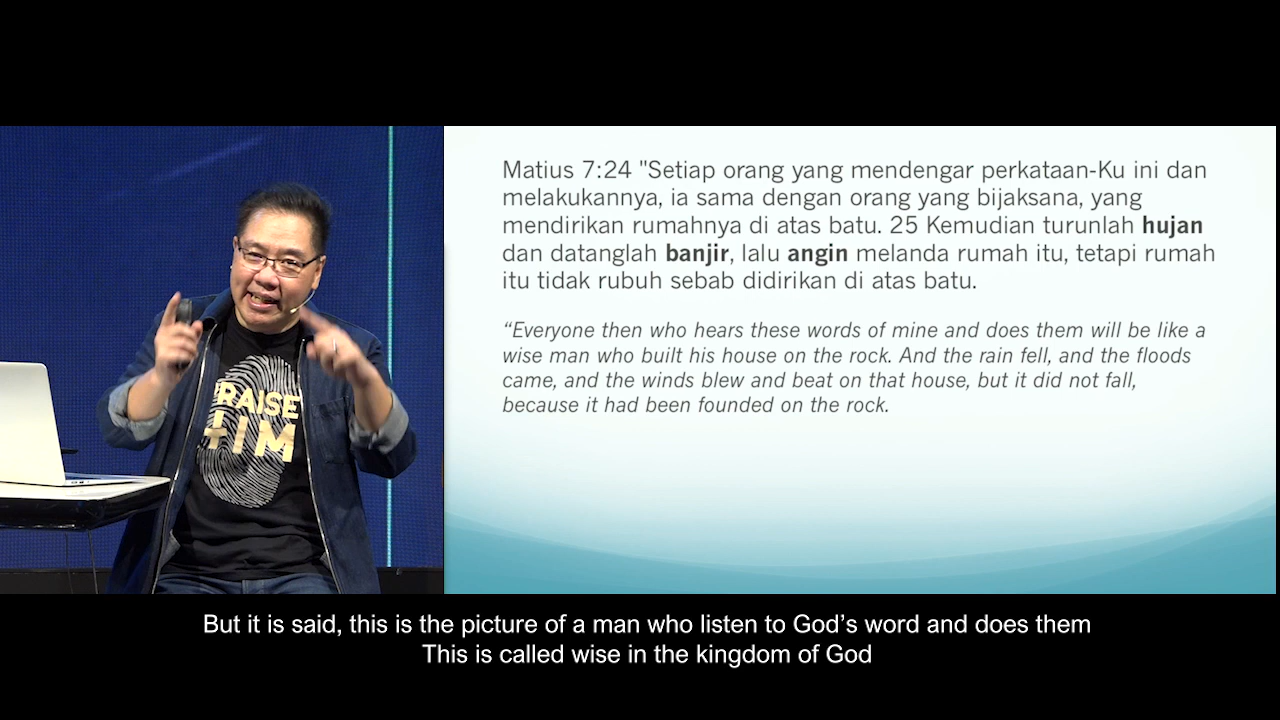 Matius 7:24 "Setiap orang yang mendengar perkataan-Ku ini dan
melakukannya, ia sama dengan orang yang bijaksana, yang
mendirikan rumahnya di atas batu. 25 Kemudian turunlah hujan
dan datanglah banjir, lalu angin melanda rumah itu, tetapi rumah
itu tidak rubuh sebab didirikan di atas batu.
“Everyone then who hears these words of mine and does them will be like a
wise man who built his house on the rock. And the rain fell, and the floods
came, and the winds blew and beat on that house, but it did not fall,
because it had been founded on the rock.
RAISE
HIM
But it is said, this is the picture of a man who listen to God’s word and does them
This is called wise in the kingdom of God